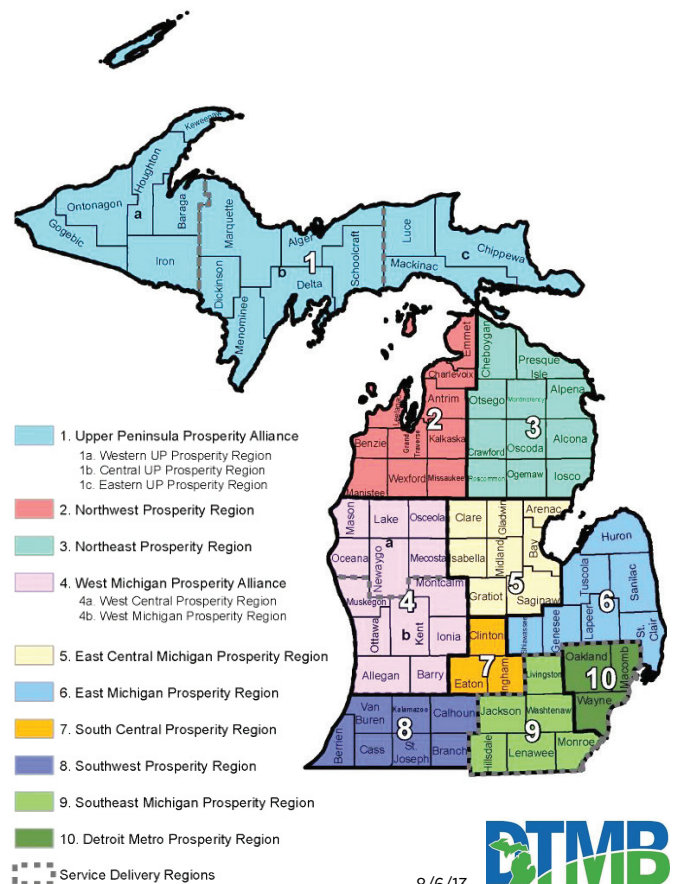 Keweenaw
Houghton
Ontonagon
a
Baraga
Gogebic
Iron
Marquette
Alger
1
b
Dickinson
Delta
Menominee
Schoolcraft
Luce
c
Chippewa
Mackinac
Emmet
Cheboygan
Presque
Isle
Charlevoix
Antrim
Otsego
Montmorency
Alpena
Leelanau
2
3
Benzie
Grand
Traverse
Kalkaska
Crawford
Oscoda
Alcona
Manistee
Wexford
Missaukee
Roscommon
Ogemaw
Iosco
Mason
Lake
Osceola
Clare
Gladwin
Arenac
a
Oceana
Newaygo
Mecosta
Isabella
Midland
Bay
5
Huron
Montcalm
Gratiot
Saginaw
Tuscola
Sanilac
6
Muskegon
4
Ottawa
b
Kent
Ionia
Clinton
Shiawassee
Genesee
Lapeer
St.
Clair
Allegan
Barry
Eaton
7
Ingham
Livingston
Oakland
Macomb
10
Van
Buren
Kalamazoo
Calhoun
Jackson
Washtenaw
Wayne
8
9
Berrien
Cass
St.
Joseph
Branch
Hillsdale
Lenawee
Monroe
1. Upper Peninsula Prosperity Alliance
1a. Western UP Prosperity Region
1b. Central UP Prosperity Region
1c. Eastern UP Prosperity Region
2. Northwest Prosperity Region
3. Northeast Prosperity Region
4. West Michigan Prosperity Alliance
4a. West Central Prosperity Region
4b. West Michigan Prosperity Region
5. East Central Michigan Prosperity Region
6. East Michigan Prosperity Region
7. South Central Prosperity Region
8. Southwest Prosperity Region
9. Southeast Michigan Prosperity Region
10. Detroit Metro Prosperity Region
Service Delivery Regions
8/6/13
DTMB